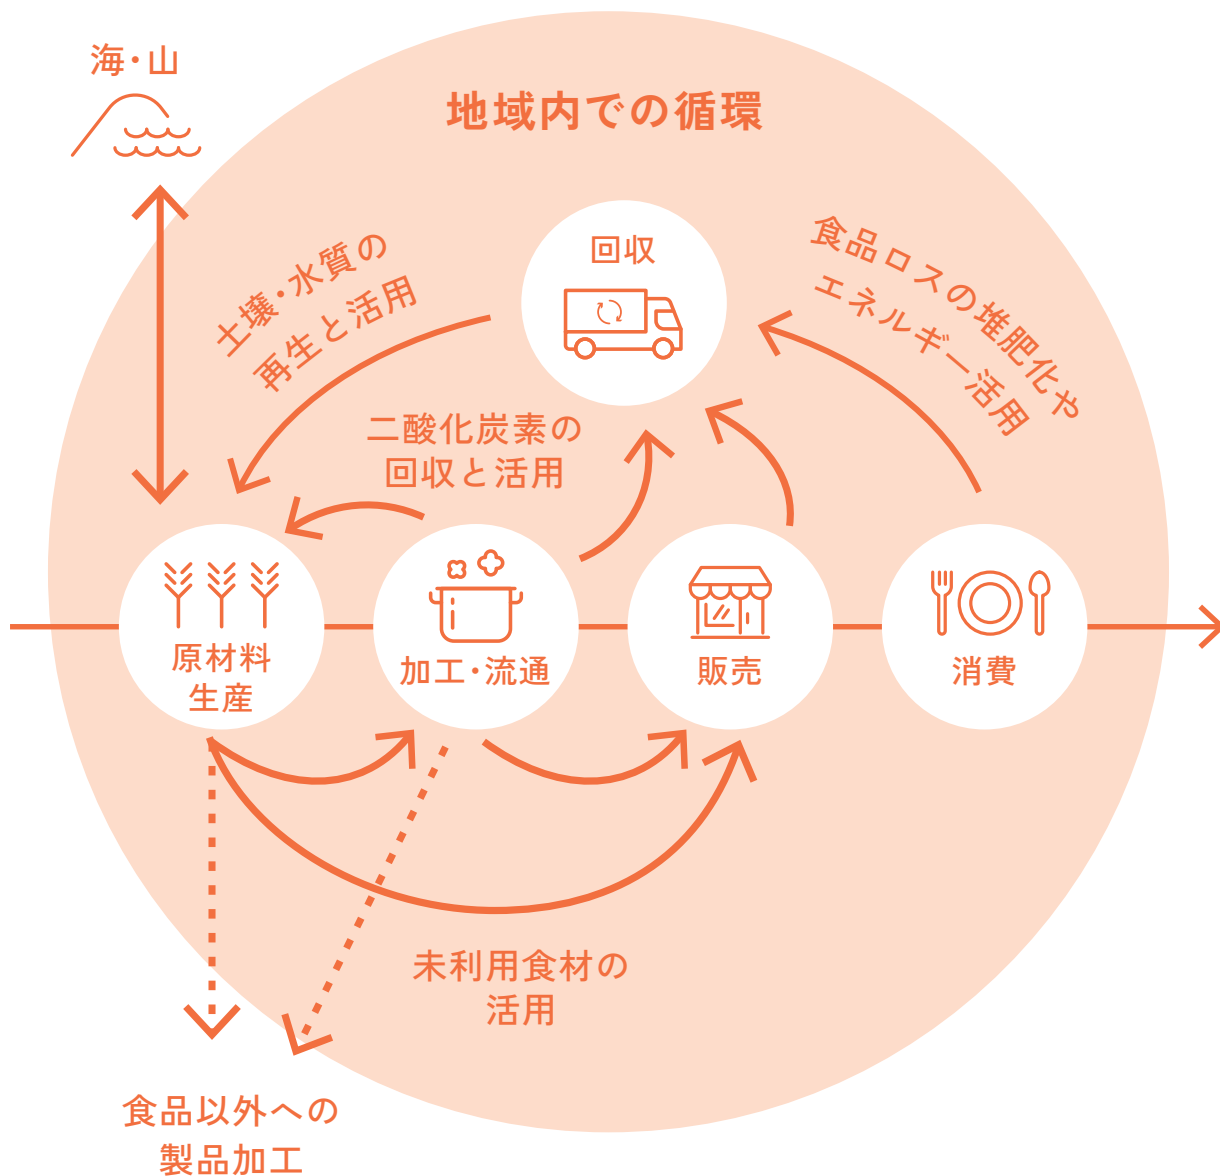 海・山
地域内での循環
回収
土壌・水質の
再生と活用
食品ロスの堆肥化や
エネルギー活用
二酸化炭素の
回収と活用
原材料
生産
加工・流通
販売
消費
未利用食材の
活用
食品以外への
製品加工